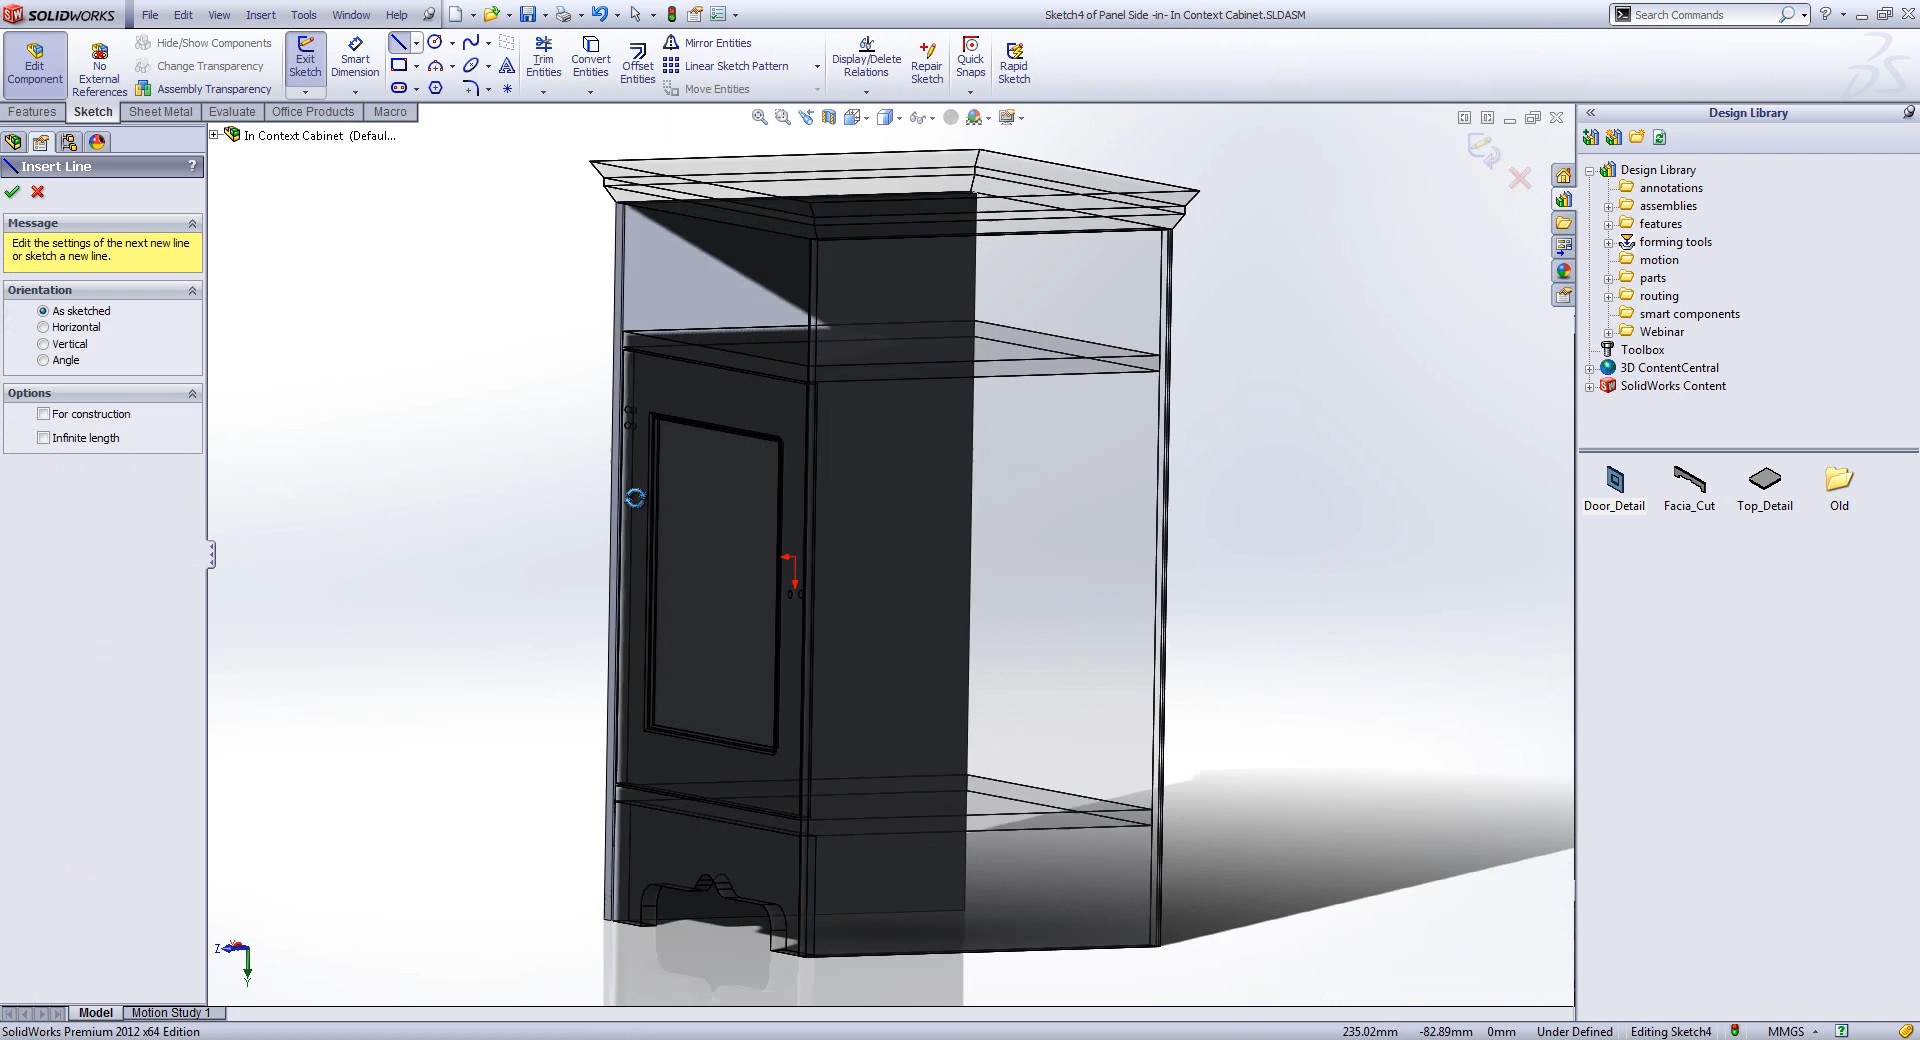 SOLIDWORKS File Edit View Insert Tools Window Help Sketch4 of Panel Side -in- In Context Cabinet.SLDASM Search Commands
Edit Component
No External References
Hide/Show Components
Change Transparency
Assembly Transparency
Exit Sketch
Smart Dimension
Trim Entities
Convert Entities
Offset Entities
Mirror Entities
Linear Sketch Pattern
Move Entities
Display/Delete Relations
Repair Sketch
Quick Snaps
Rapid Sketch
Features Sketch Sheet Metal Evaluate Office Products Macro
In Context Cabinet (Defaul...
Insert Line ?
Message
Edit the settings of the next new line
or sketch a new line.
Orientation
As sketched
Horizontal
Vertical
Angle
Options
For construction
Infinite length
Design Library
Design Library
annotations
assemblies
features
forming tools
motion
parts
routing
smart components
Webinar
Toolbox
3D ContentCentral
SolidWorks Content
Door_Detail Facia_Cut Top_Detail Old
Z
Y
Model Motion Study 1
SolidWorks Premium 2012 x64 Edition 235.02mm -82.89mm 0mm Under Defined Editing Sketch4 MMGS ?